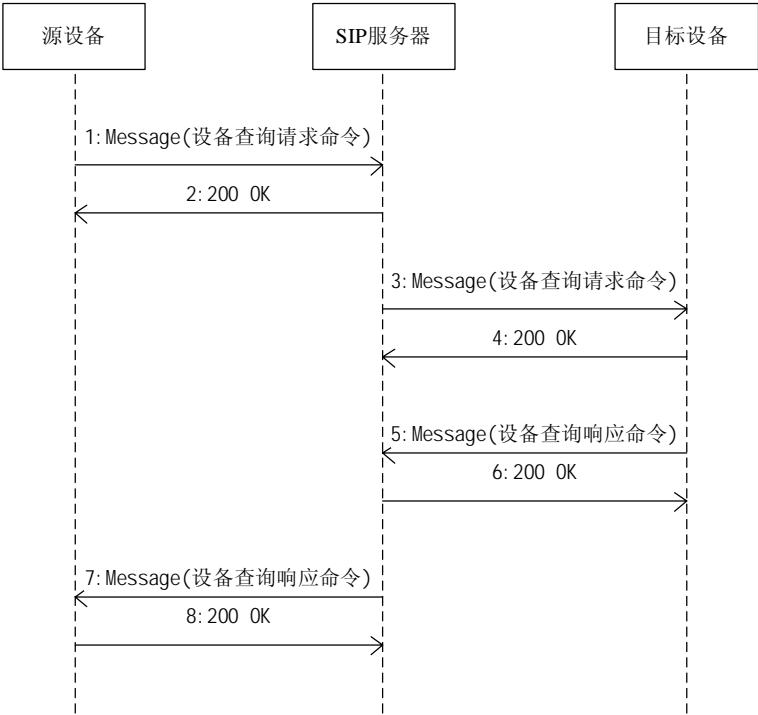 源设备
SIP服务器
目标设备
1:Message(设备查询请求命令)
2:200 OK
3:Message(设备查询请求命令)
4:200 OK
5:Message(设备查询响应命令)
6:200 OK
7:Message(设备查询响应命令)
8:200 OK